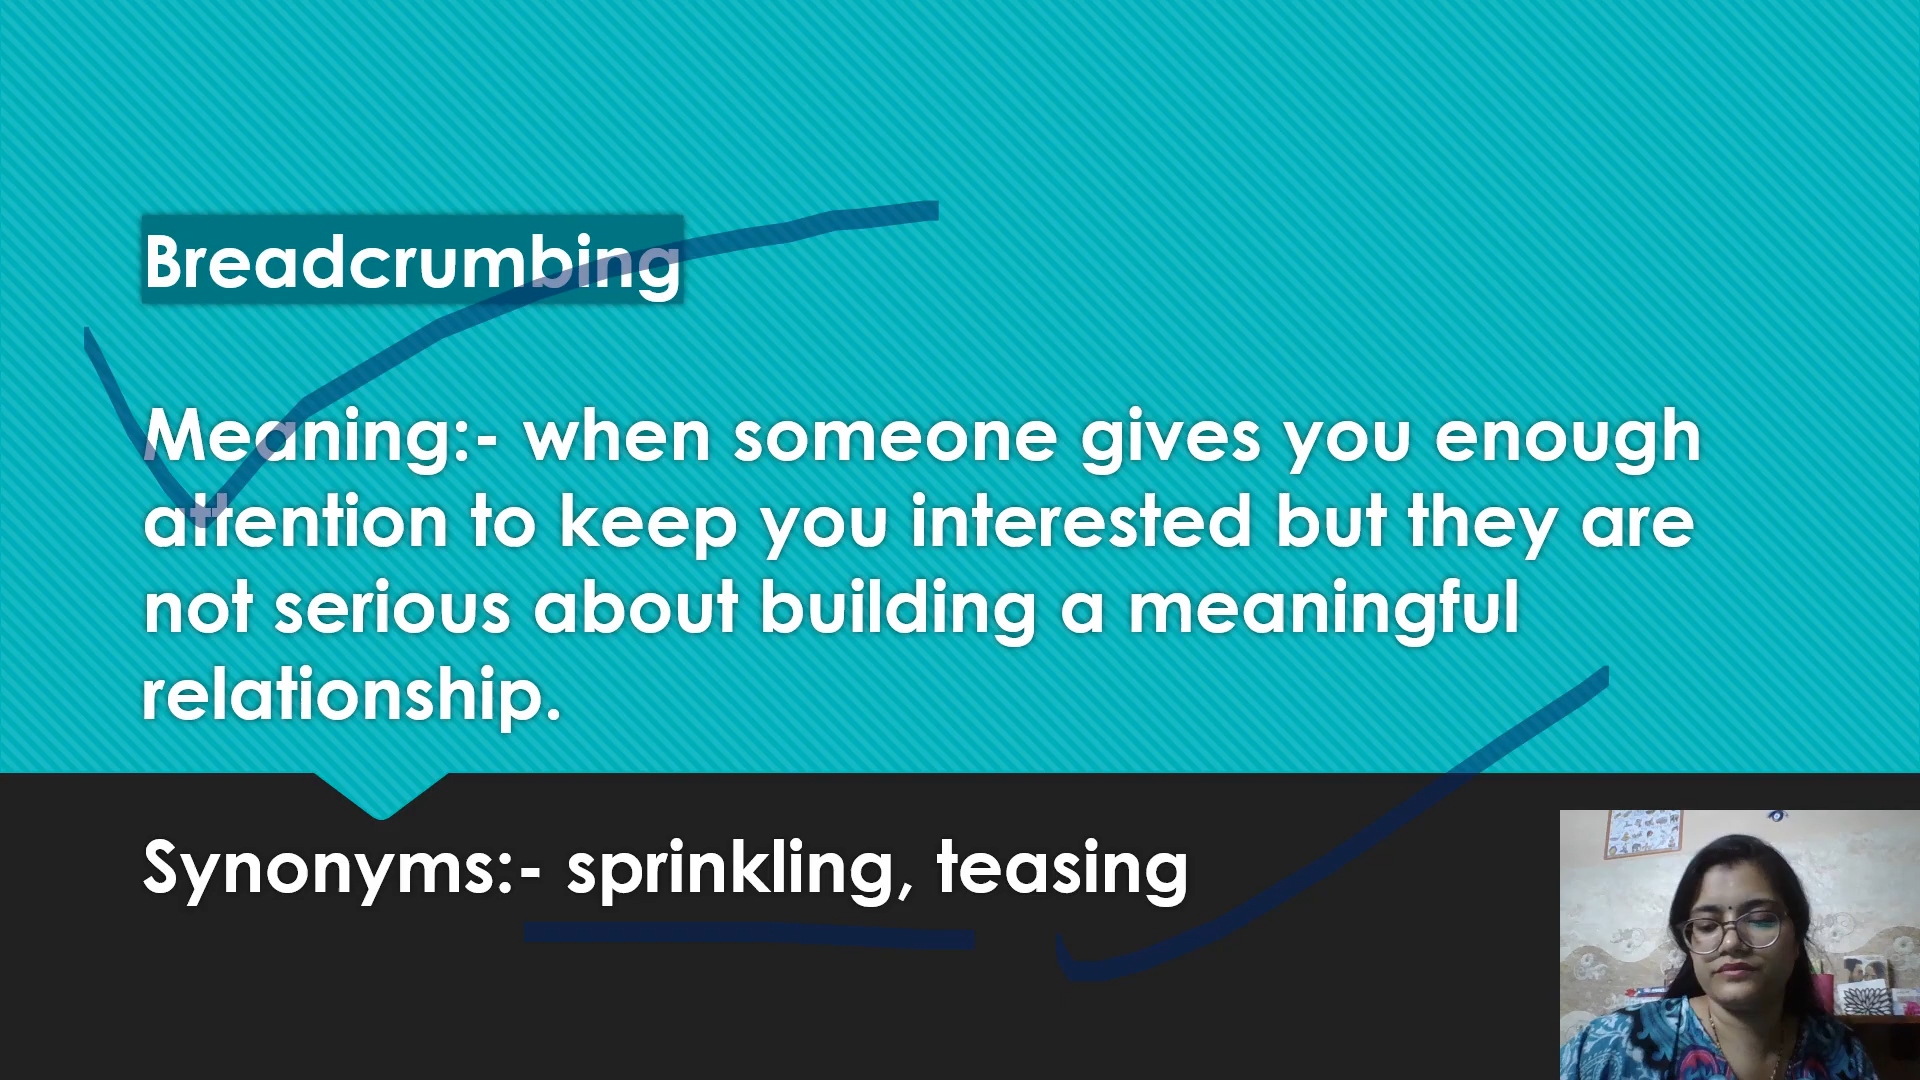 Breadcrumbing
Meaning:- when someone gives you enough
attention to keep you interested but they are
not serious about building a meaningful
relationship.
Synonyms:- sprinkling, teasing